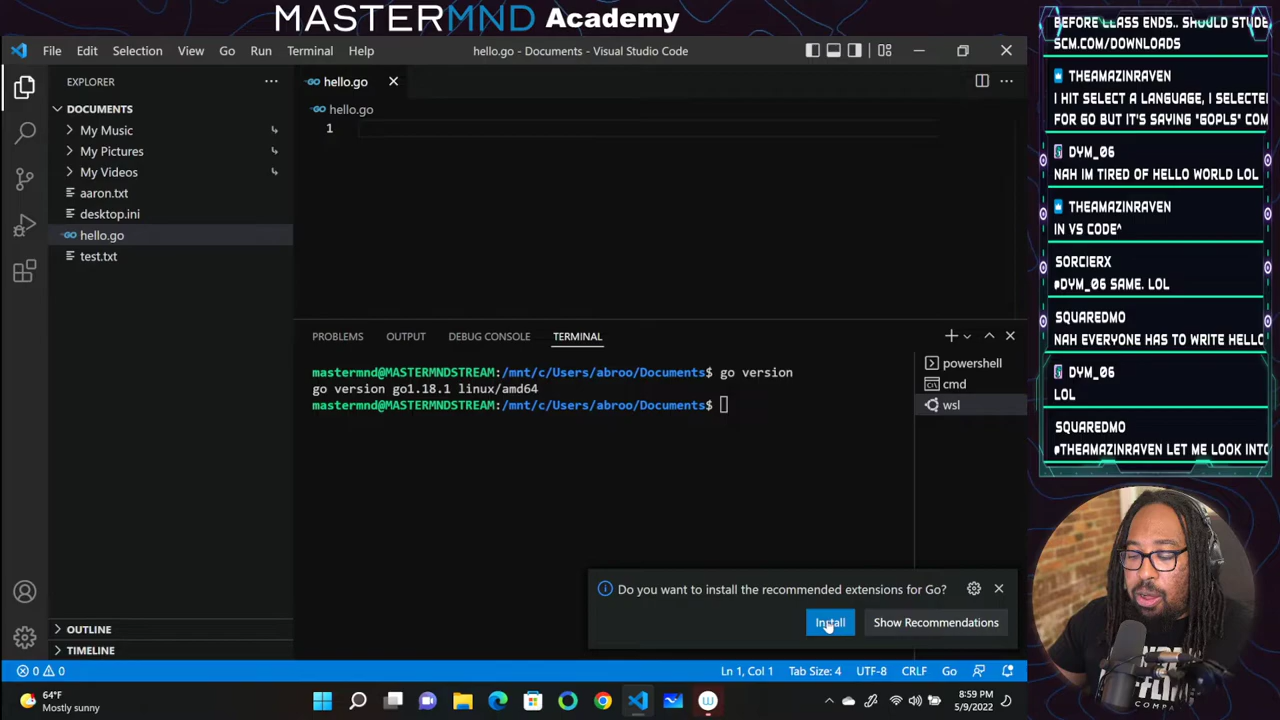 MASTERMND Academy
File Edit Selection View Go Run Terminal Help
hello.go - Documents - Visual Studio Code
EXPLORER
DOCUMENTS
My Music
My Pictures
My Videos
aaron.txt
desktop.ini
hello.go
test.txt
OUTLINE
TIMELINE
hello.go
hello.go
1
PROBLEMS OUTPUT DEBUG CONSOLE TERMINAL
mastermnd@MASTERMNDSTREAM:/mnt/c/Users/abroo/Documents$ go version
go version go1.18.1 linux/amd64
mastermnd@MASTERMNDSTREAM:/mnt/c/Users/abroo/Documents$
powershell
cmd
wsl
Do you want to install the recommended extensions for Go?
Install Show Recommendations
0 0 Ln 1, Col 1 Tab Size: 4 UTF-8 CRLF Go
64°F
Mostly sunny
8:59 PM
5/9/2022
BEFORE CLASS ENDS.. SHOULD STUDE
SCM.COM/DOWNLOADS
THEAMAZINRAVEN
I HIT SELECT A LANGUAGE, I SELECTE
FOR GO BUT IT'S SAYING "GOPLS" COM
DYM_06
NAH IM TIRED OF HELLO WORLD LOL
THEAMAZINRAVEN
IN VS CODE^
SORCIERX
@DYM_06 SAME. LOL
SQUAREDMO
NAH EVERYONE HAS TO WRITE HELLO
DYM_06
LOL
SQUAREDMO
@THEAMAZINRAVEN LET ME LOOK INTO